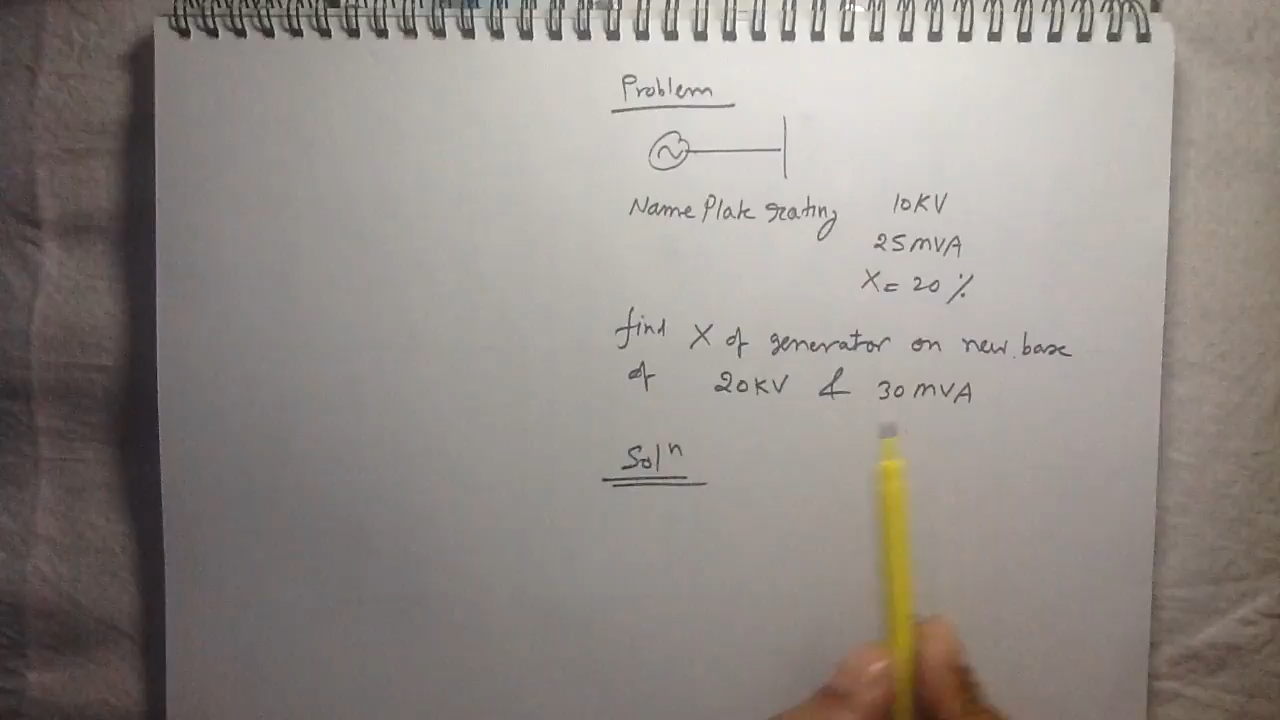 Problem
Name Plate rating 10KV
25MVA
X = 20 %
find X of generator on new base
of 20KV & 30MVA
Solⁿ